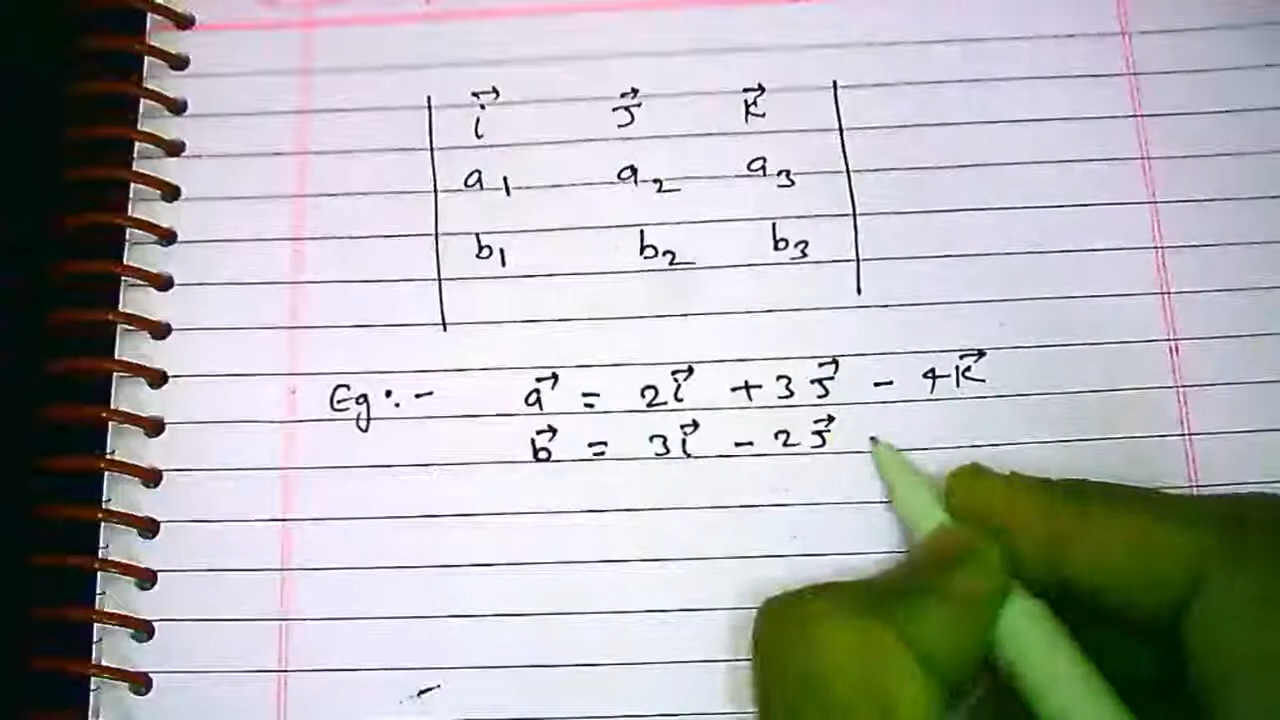 | i⃗ j⃗ k⃗ |
| a₁ a₂ a₃ |
| b₁ b₂ b₃ |
Eg:- a⃗ = 2i⃗ + 3j⃗ - 4k⃗
b⃗ = 3i⃗ - 2j⃗